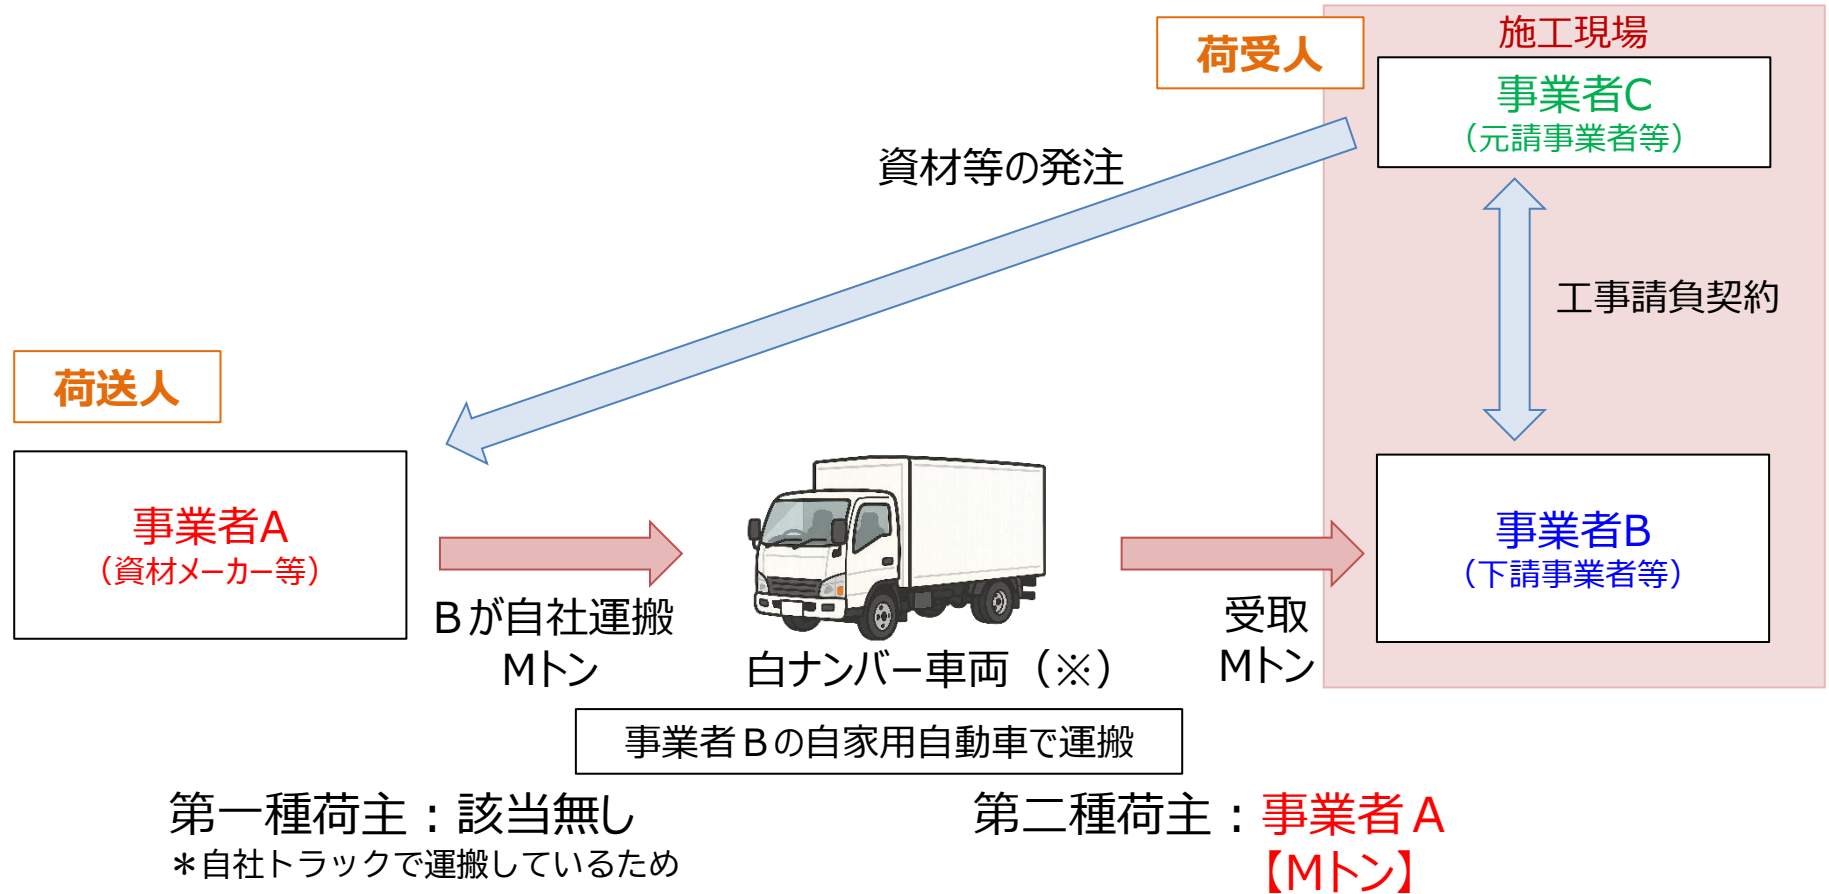 施工現場
荷受人
事業者C
（元請事業者等）
資材等の発注
工事請負契約
荷送人
事業者A
（資材メーカー等）
事業者B
（下請事業者等）
Ｂが自社運搬
Mトン
受取
Mトン
白ナンバー車両（※）
事業者Ｂの自家用自動車で運搬
第一種荷主：該当無し
＊自社トラックで運搬しているため
第二種荷主：事業者Ａ
【Mトン】